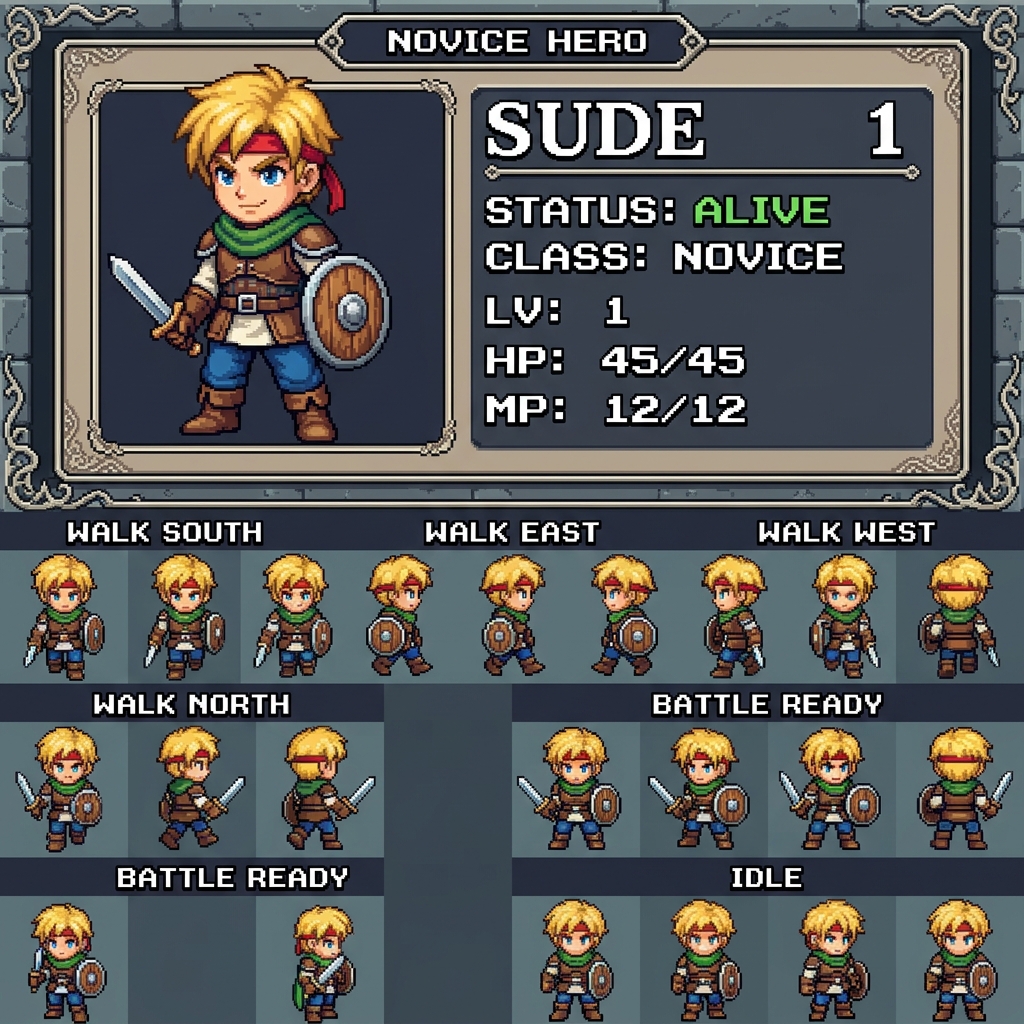 NOVICE HERO
SUDE 1
STATUS: ALIVE
CLASS: NOVICE
LV: 1
HP: 45/45
MP: 12/12
WALK SOUTH WALK EAST WALK WEST
WALK NORTH BATTLE READY
BATTLE READY IDLE